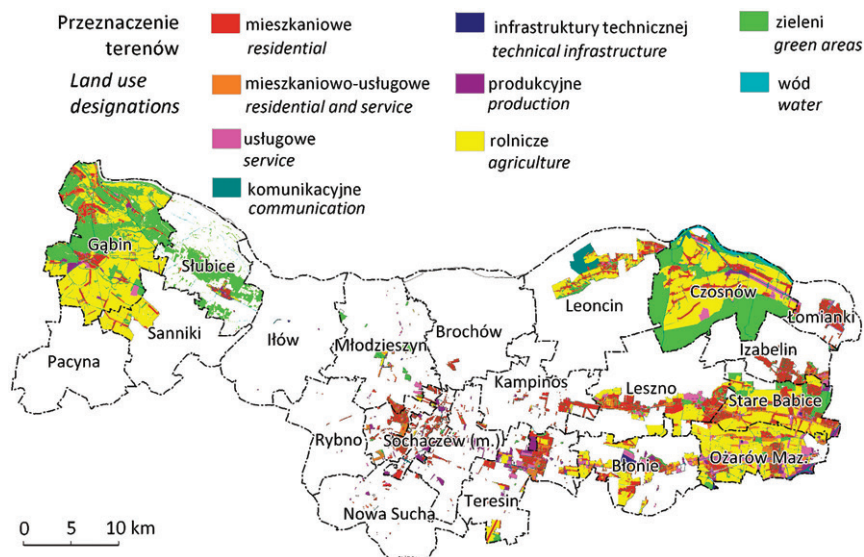 Przeznaczenie
terenów
Land use
designations
mieszkaniowe
residential
mieszkaniowo-usługowe
residential and service
usługowe
service
komunikacyjne
communication
infrastruktury technicznej
technical infrastructure
produkcyjne
production
rolnicze
agriculture
zieleni
green areas
wód
water
Gąbin
Słubice
Sanniki
Pacyna
Iłów
Młodzieszyn
Brochów
Kampinos
Rybno
Sochaczew (m.)
Nowa Sucha
Teresin
Leoncin
Czosnów
Łomianki
Izabelin
Leszno
Stare Babice
Błonie
Ożarów Maz.
0 5 10 km